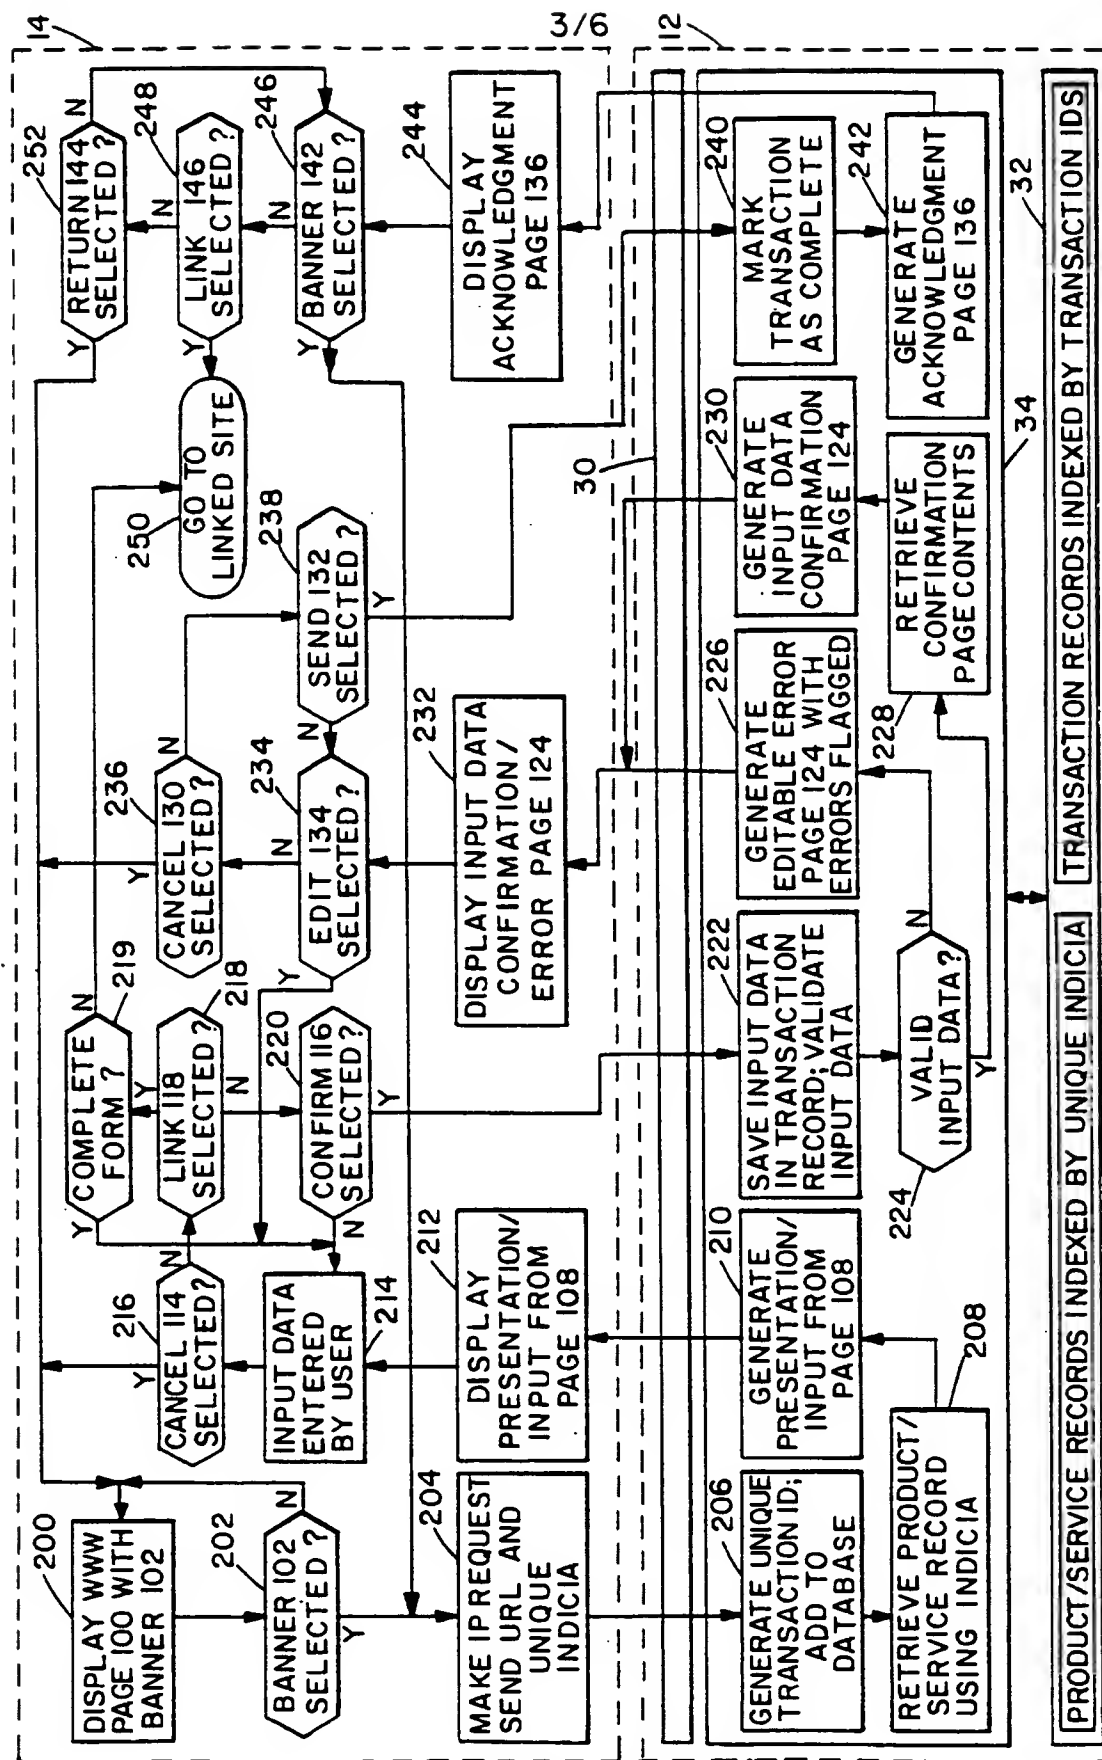 3/6
14
200
DISPLAY WWW
PAGE 100 WITH
BANNER 102
202
BANNER 102
SELECTED?
N
Y
204
MAKE IP REQUEST
SEND URL AND
UNIQUE
INDICIA
216
CANCEL 114
SELECTED?
Y
N
INPUT DATA
ENTERED
BY USER
214
212
DISPLAY
PRESENTATION/
INPUT FROM
PAGE 108
COMPLETE
FORM?
219
Y
N
LINK 118
SELECTED?
218
Y
N
CONFIRM 116
SELECTED?
220
N
Y
236
CANCEL 130
SELECTED?
Y
N
234
EDIT 134
SELECTED?
Y
N
232
DISPLAY INPUT DATA
CONFIRMATION/
ERROR PAGE 124
SEND 132
SELECTED?
238
N
Y
250
GO TO
LINKED SITE
252
RETURN 144
SELECTED?
Y
N
248
LINK 146
SELECTED?
Y
N
246
BANNER 142
SELECTED?
Y
N
244
DISPLAY
ACKNOWLEDGMENT
PAGE 136
12
30
206
GENERATE UNIQUE
TRANSACTION ID;
ADD TO
DATABASE
RETRIEVE PRODUCT/
SERVICE RECORD
USING INDICIA
208
210
GENERATE
PRESENTATION/
INPUT FROM
PAGE 108
222
SAVE INPUT DATA
IN TRANSACTION
RECORD; VALIDATE
INPUT DATA
224
VALID
INPUT DATA?
N
Y
226
GENERATE
EDITABLE ERROR
PAGE 124 WITH
ERRORS FLAGGED
228
RETRIEVE
CONFIRMATION
PAGE CONTENTS
230
GENERATE
INPUT DATA
CONFIRMATION
PAGE 124
240
MARK
TRANSACTION
AS COMPLETE
242
GENERATE
ACKNOWLEDGMENT
PAGE 136
34
32
PRODUCT/SERVICE RECORDS INDEXED BY UNIQUE INDICIA
TRANSACTION RECORDS INDEXED BY TRANSACTION IDS